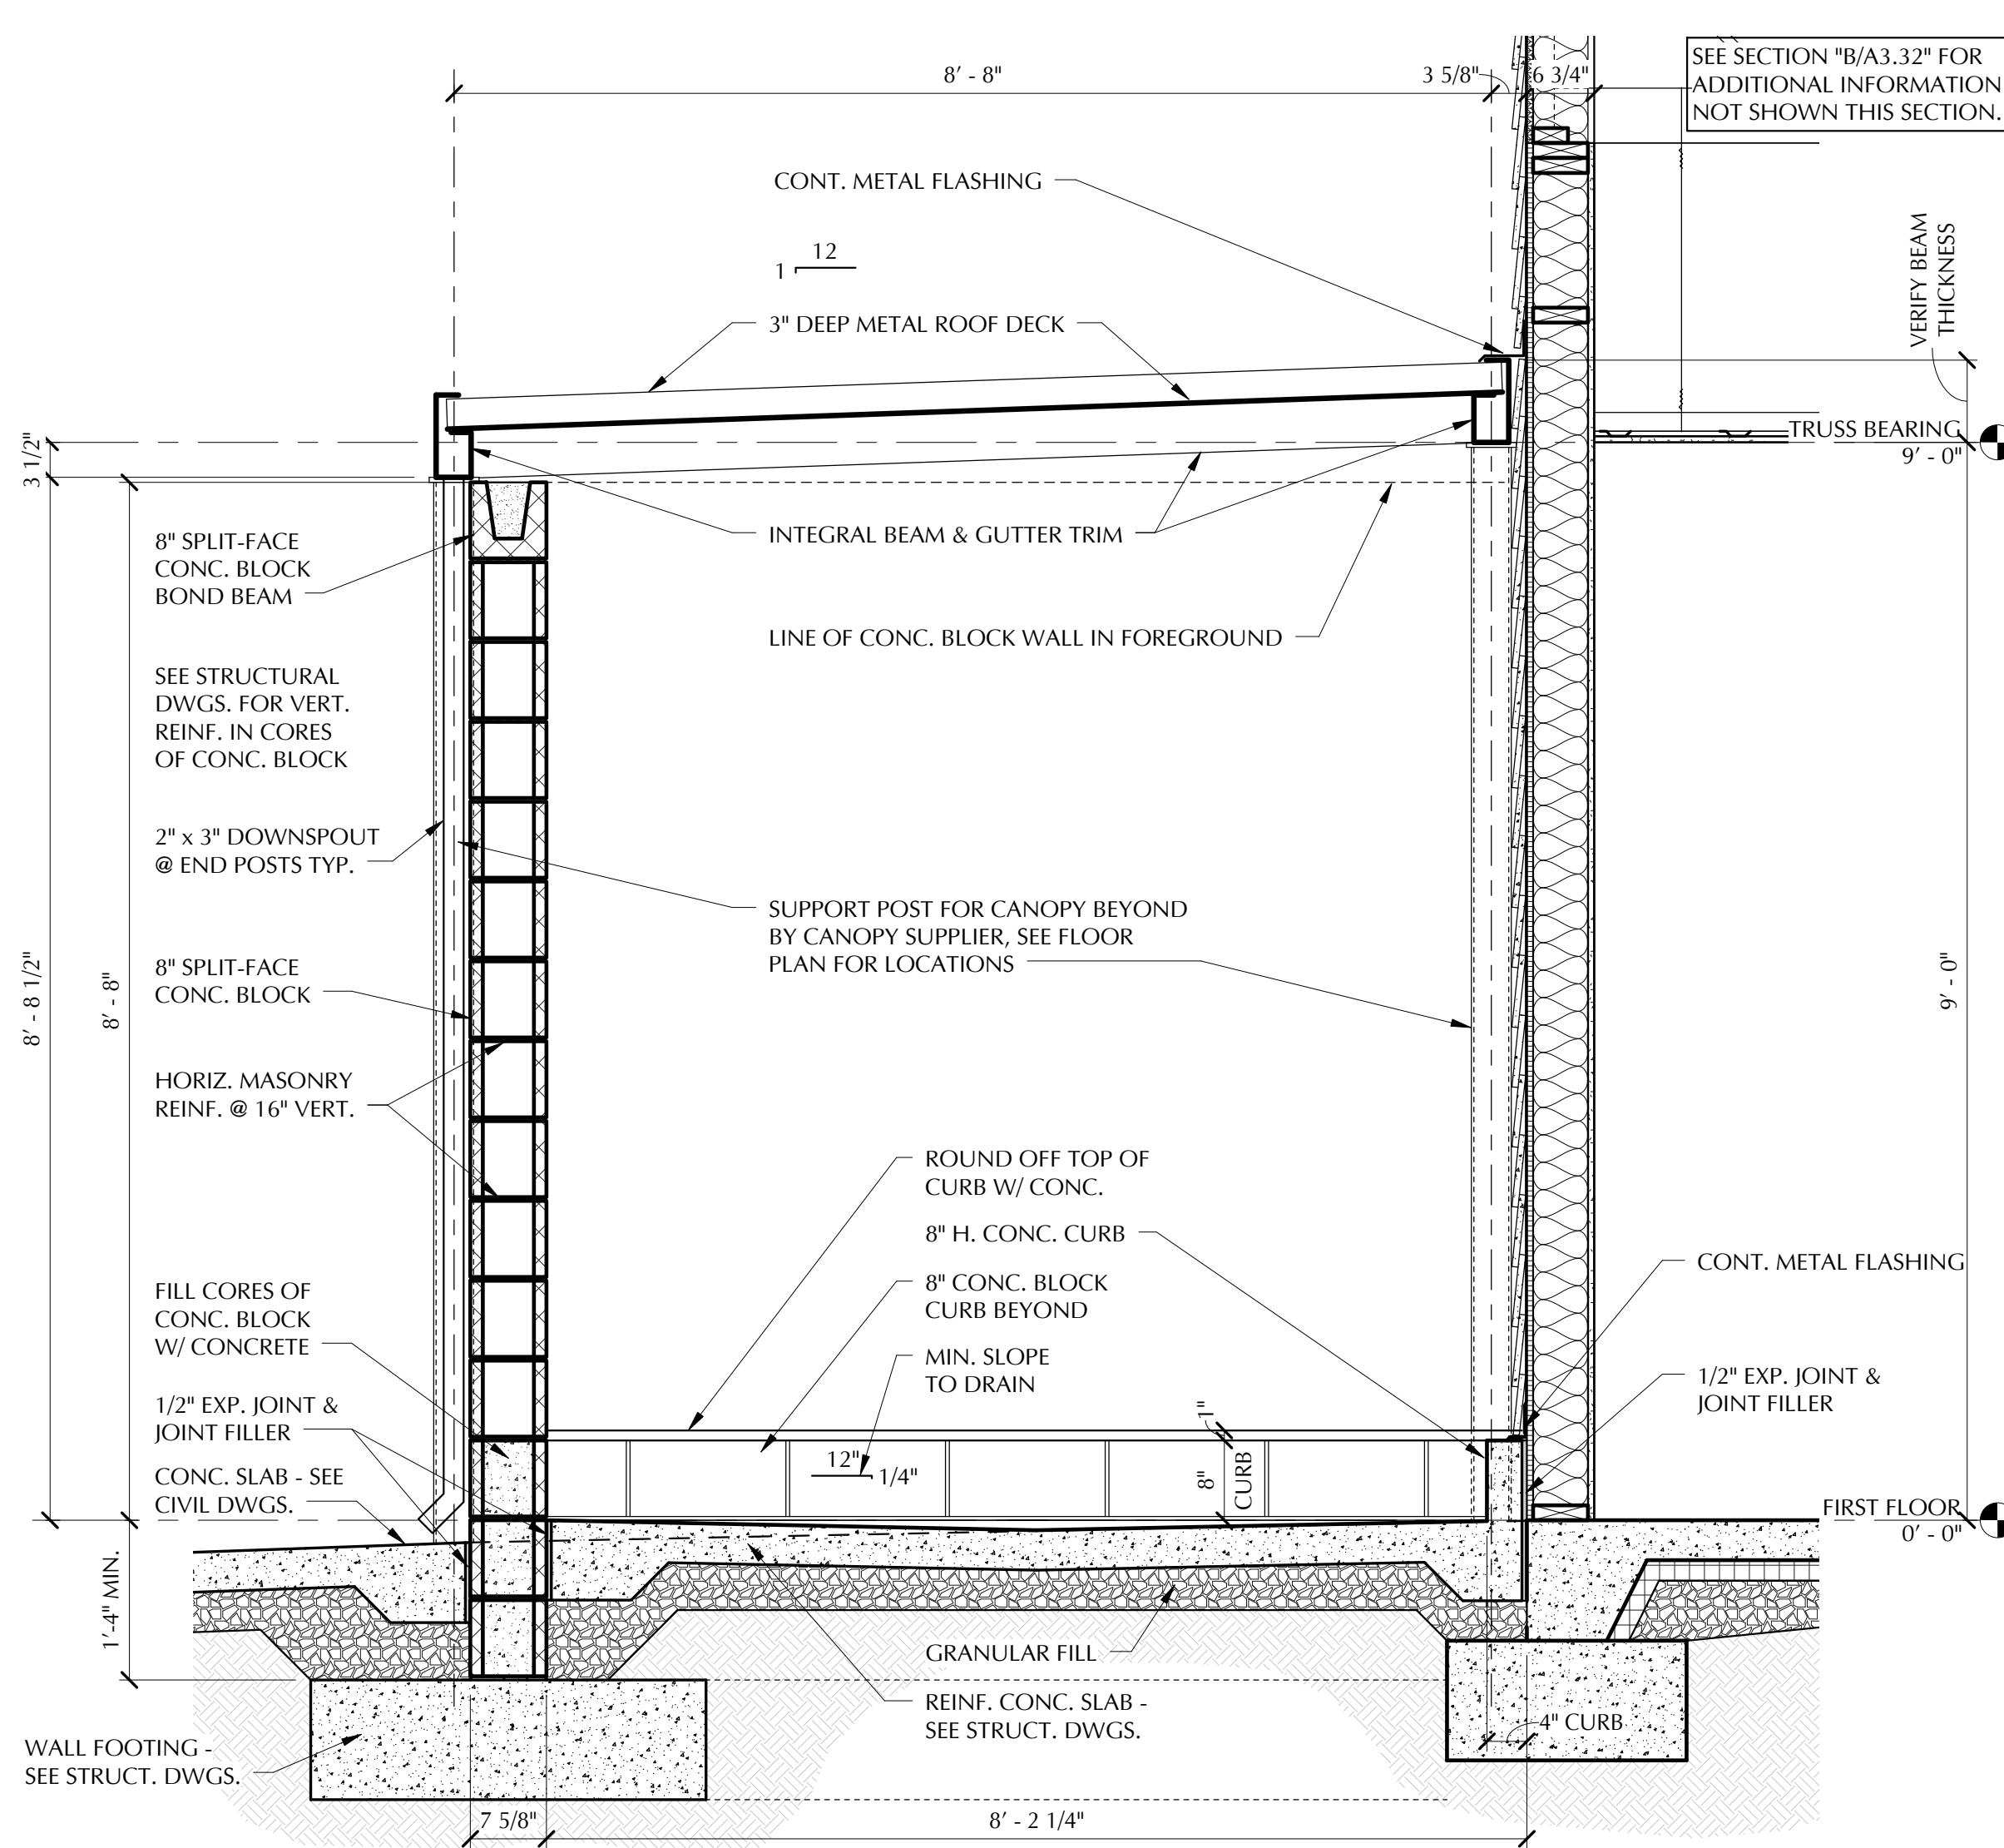 SEE SECTION "B/A3.32" FOR
ADDITIONAL INFORMATION
NOT SHOWN THIS SECTION.
8' - 8"
3 5/8"
6 3/4"
CONT. METAL FLASHING
12
1
3" DEEP METAL ROOF DECK
VERIFY BEAM
THICKNESS
TRUSS BEARING
9' - 0"
3 1/2"
INTEGRAL BEAM & GUTTER TRIM
8" SPLIT-FACE
CONC. BLOCK
BOND BEAM
LINE OF CONC. BLOCK WALL IN FOREGROUND
SEE STRUCTURAL
DWGS. FOR VERT.
REINF. IN CORES
OF CONC. BLOCK
2" x 3" DOWNSPOUT
@ END POSTS TYP.
SUPPORT POST FOR CANOPY BEYOND
BY CANOPY SUPPLIER, SEE FLOOR
PLAN FOR LOCATIONS
8' - 8 1/2"
8' - 8"
9' - 0"
8" SPLIT-FACE
CONC. BLOCK
HORIZ. MASONRY
REINF. @ 16" VERT.
ROUND OFF TOP OF
CURB W/ CONC.
8" H. CONC. CURB
8" CONC. BLOCK
CURB BEYOND
MIN. SLOPE
TO DRAIN
CONT. METAL FLASHING
FILL CORES OF
CONC. BLOCK
W/ CONCRETE
1/2" EXP. JOINT &
JOINT FILLER
1/2" EXP. JOINT &
JOINT FILLER
1"
8"
CURB
12"
1/4"
CONC. SLAB - SEE
CIVIL DWGS.
FIRST FLOOR
0' - 0"
1'-4" MIN.
GRANULAR FILL
REINF. CONC. SLAB -
SEE STRUCT. DWGS.
4" CURB
WALL FOOTING -
SEE STRUCT. DWGS.
7 5/8"
8' - 2 1/4"